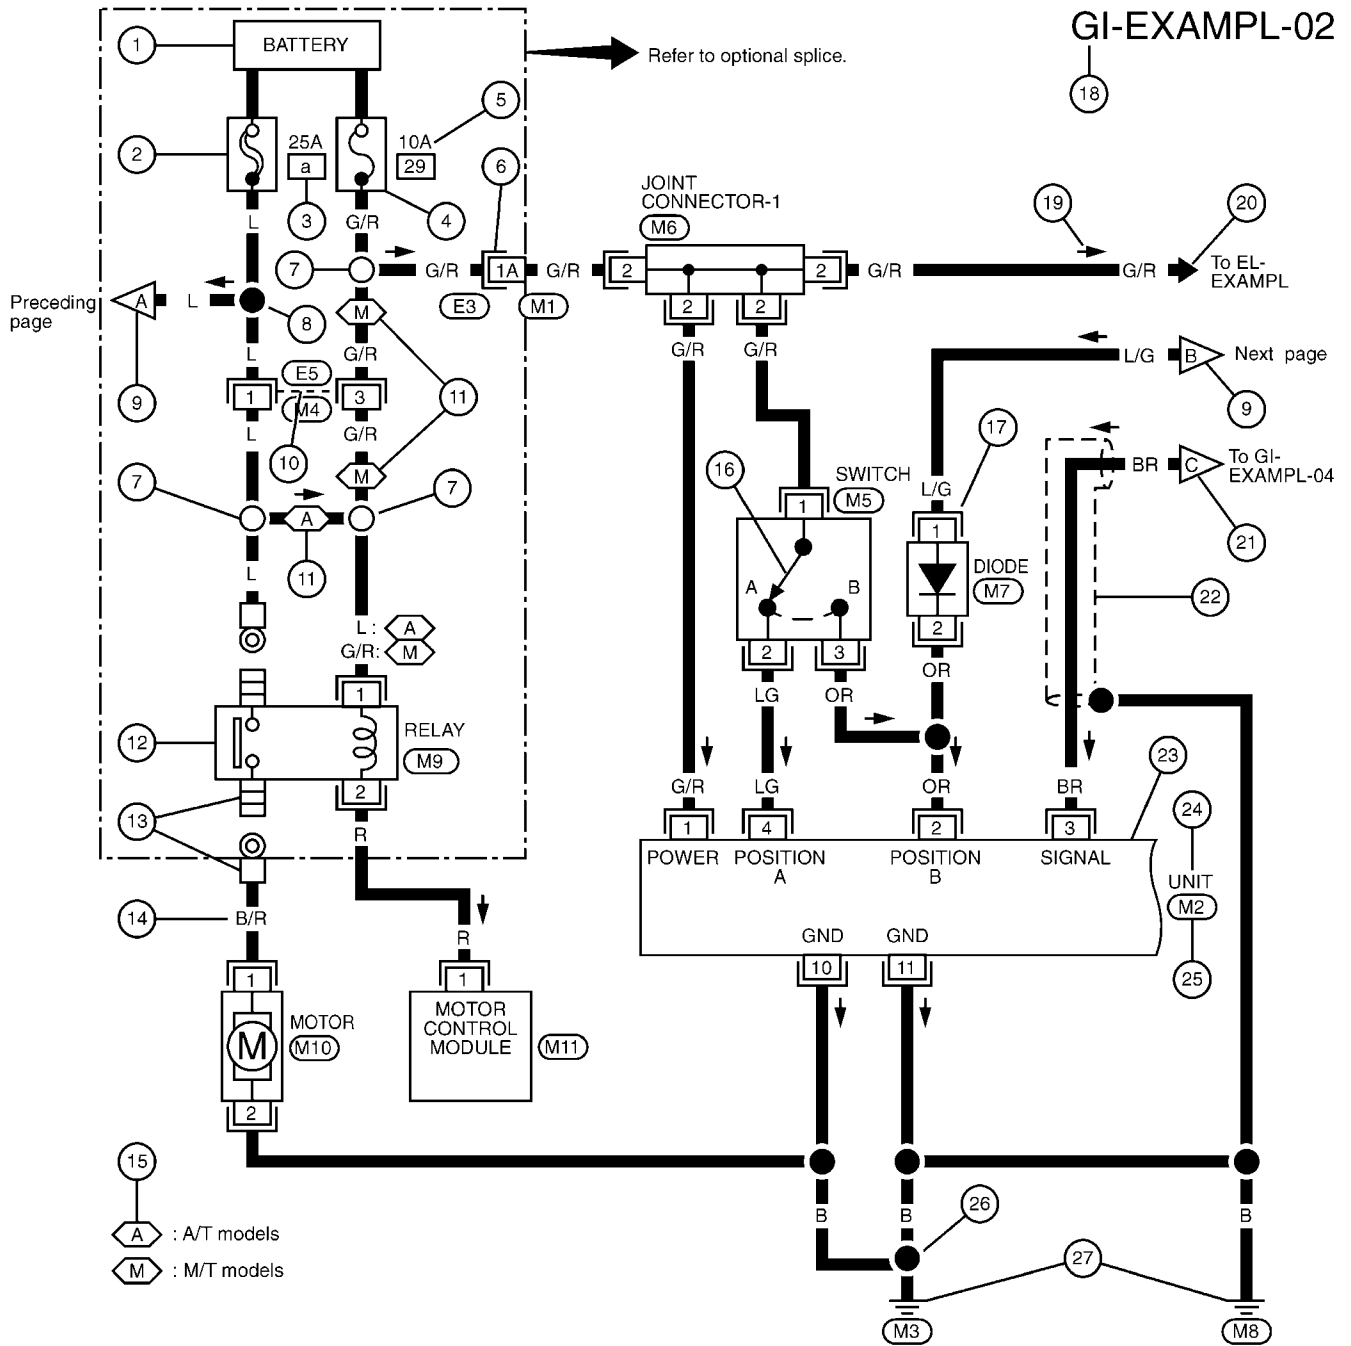 GI-EXAMPL-02
1
BATTERY
Refer to optional splice.
18
5
2
25A
a
10A
29
6
3
L
G/R
4
JOINT
CONNECTOR-1
M6
19
20
7
G/R
1A
G/R
2
2
G/R
G/R
To EL-
EXAMPL
Preceding
page
A
L
8
M
E3
M1
2
2
L
G/R
G/R
G/R
L/G
B
Next page
9
E5
1
3
M4
11
9
L
G/R
10
17
BR
C
To GI-
EXAMPL-04
7
M
7
16
SWITCH
M5
1
L/G
1
A
21
L
11
A
B
DIODE
M7
22
L :
A
G/R:
M
2
3
2
1
LG
OR
OR
12
RELAY
M9
23
2
G/R
LG
OR
BR
24
13
R
1
4
2
3
POWER
POSITION
A
POSITION
B
SIGNAL
UNIT
M2
14
B/R
R
GND
GND
10
11
25
1
1
MOTOR
CONTROL
MODULE
M
MOTOR
M10
M11
2
15
B
B
26
B
A
: A/T models
27
M
: M/T models
M3
M8